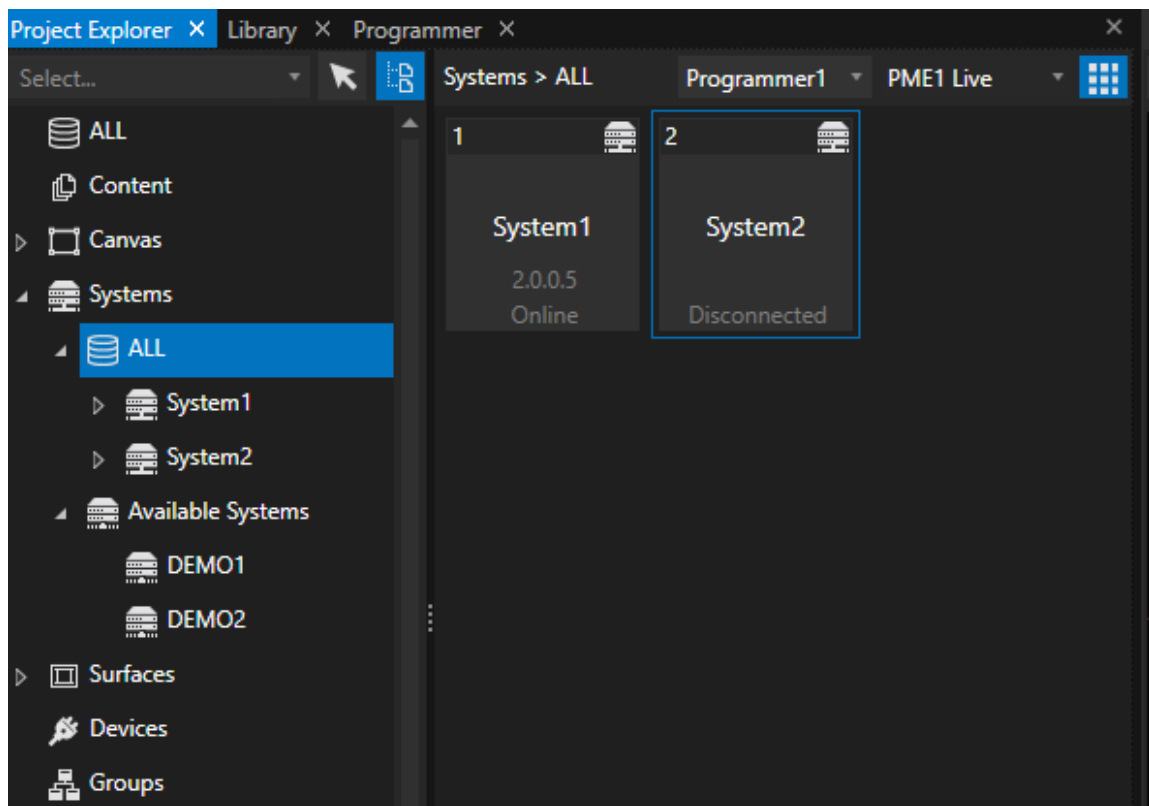 Project Explorer × Library × Programmer ×
Select...
Systems > ALL
Programmer1
PME1 Live
ALL
Content
Canvas
Systems
ALL
System1
System2
Available Systems
DEMO1
DEMO2
Surfaces
Devices
Groups
1
System1
2.0.0.5
Online
2
System2
Disconnected